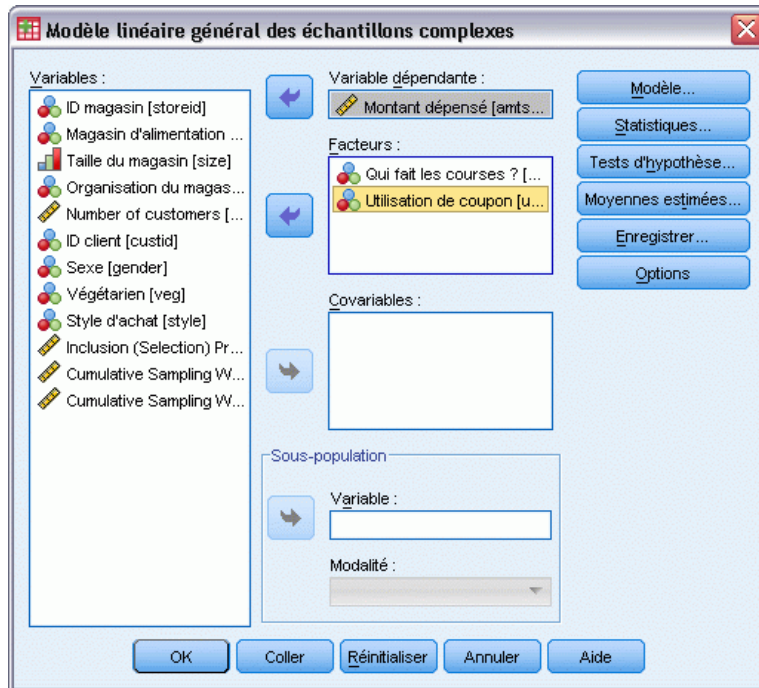 Modèle linéaire général des échantillons complexes
Variables :
ID magasin [storeid]
Magasin d'alimentation ...
Taille du magasin [size]
Organisation du magas...
Number of customers [...
ID client [custid]
Sexe [gender]
Végétarien [veg]
Style d'achat [style]
Inclusion (Selection) Pr...
Cumulative Sampling W...
Cumulative Sampling W...
Variable dépendante :
Montant dépensé [amts...
Facteurs :
Qui fait les courses ? [...
Utilisation de coupon [u...
Covariables :
Sous-population
Variable :
Modalité :
Modèle...
Statistiques...
Tests d'hypothèse...
Moyennes estimées...
Enregistrer...
Options
OK
Coller
Réinitialiser
Annuler
Aide